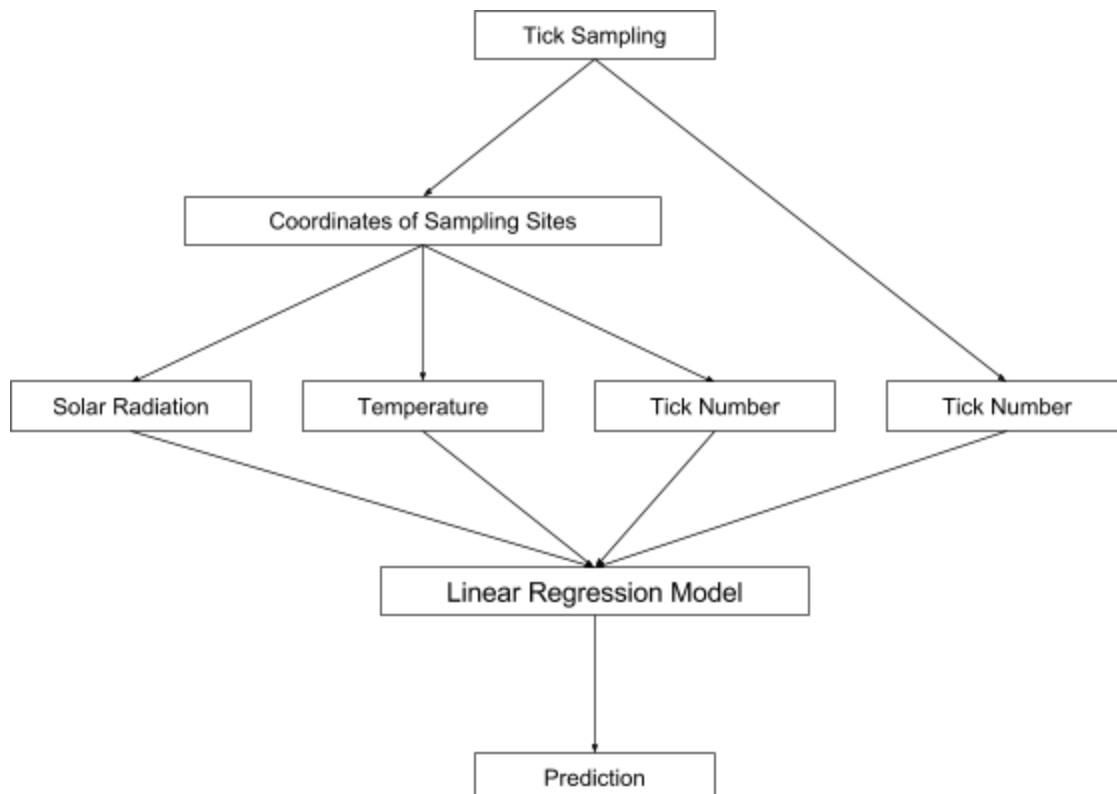 Tick Sampling
Coordinates of Sampling Sites
Solar Radiation
Temperature
Tick Number
Tick Number
Linear Regression Model
Prediction